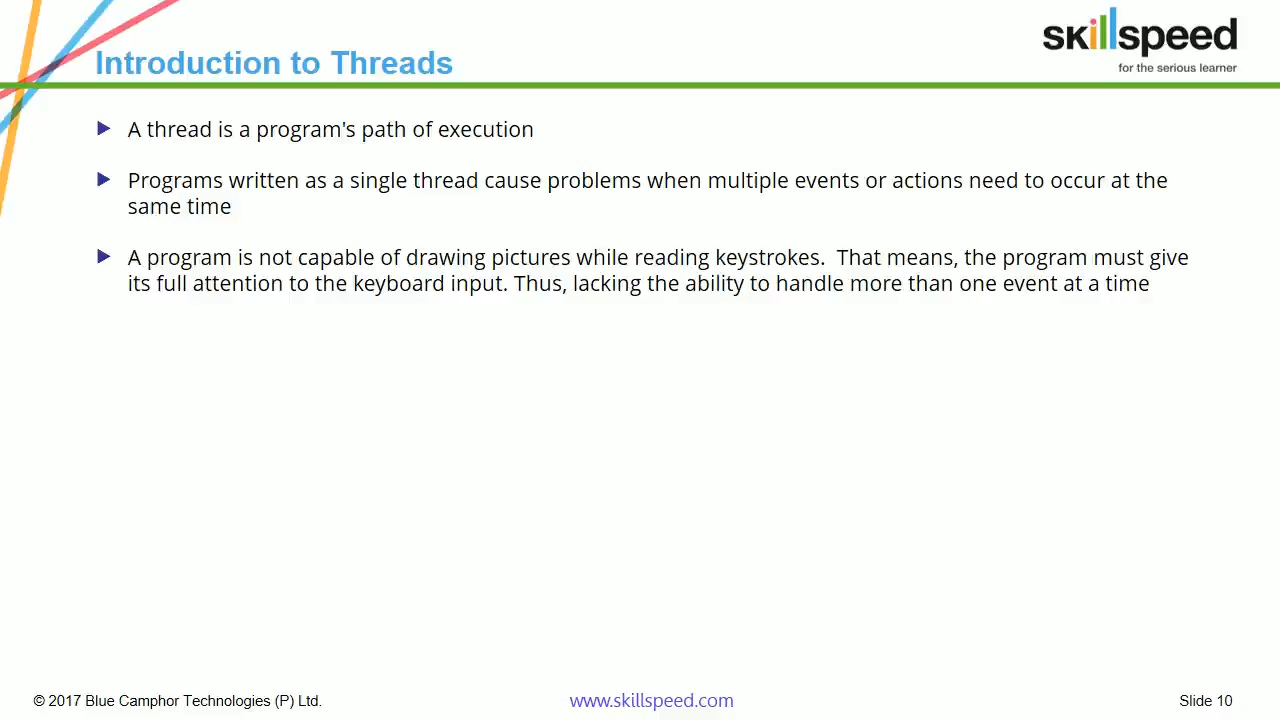 Introduction to Threads
skillspeed
for the serious learner
A thread is a program's path of execution
Programs written as a single thread cause problems when multiple events or actions need to occur at the
same time
A program is not capable of drawing pictures while reading keystrokes.  That means, the program must give
its full attention to the keyboard input. Thus, lacking the ability to handle more than one event at a time
© 2017 Blue Camphor Technologies (P) Ltd.
www.skillspeed.com
Slide 10